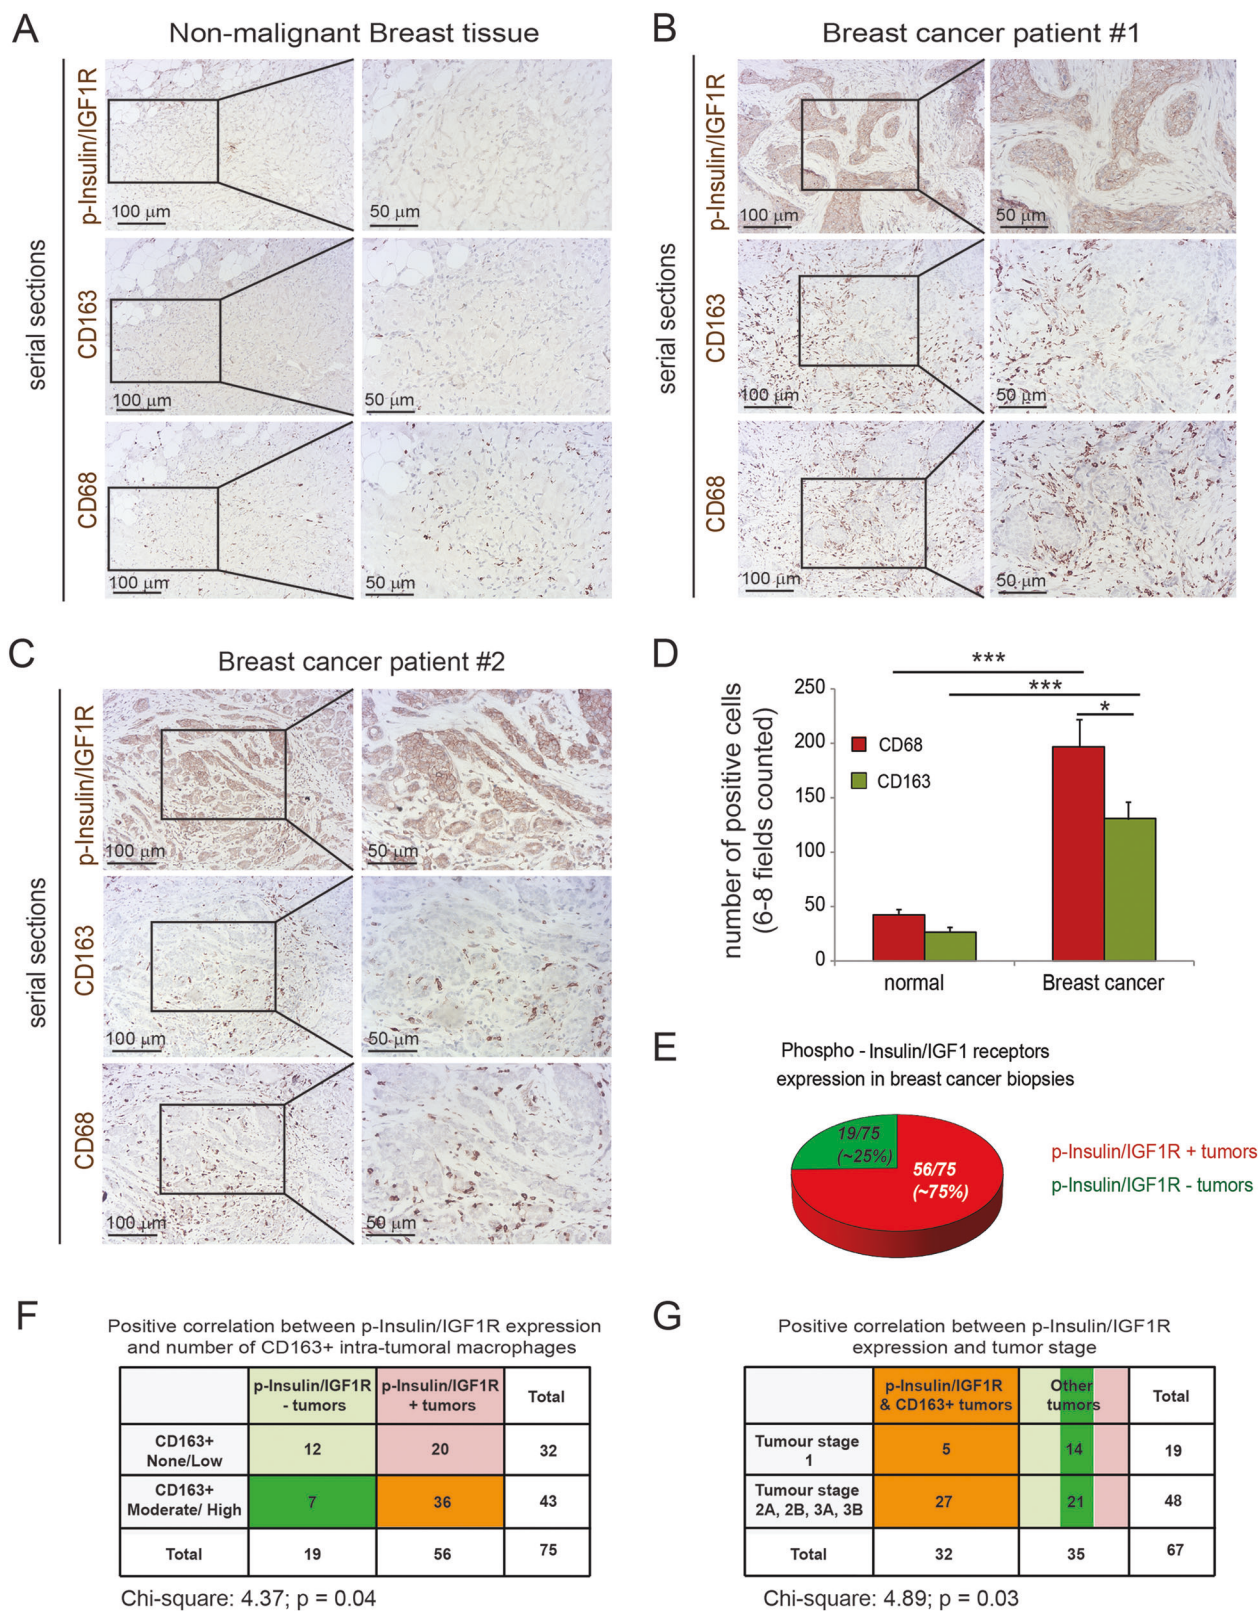 A
Non-malignant Breast tissue
serial sections
p-Insulin/IGF1R
100 μm
50 μm
CD163
100 μm
50 μm
CD68
100 μm
50 μm
B
Breast cancer patient #1
serial sections
p-Insulin/IGF1R
100 μm
50 μm
CD163
100 μm
50 μm
CD68
100 μm
50 μm
C
Breast cancer patient #2
serial sections
p-Insulin/IGF1R
100 μm
50 μm
CD163
100 μm
50 μm
CD68
100 μm
50 μm
D
number of positive cells
(6-8 fields counted)
250
200
150
100
50
0
CD68
CD163
***
***
*
normal
Breast cancer
E
Phospho - Insulin/IGF1 receptors
expression in breast cancer biopsies
19/75
(~25%)
56/75
(~75%)
p-Insulin/IGF1R + tumors
p-Insulin/IGF1R - tumors
F
Positive correlation between p-Insulin/IGF1R expression
and number of CD163+ intra-tumoral macrophages
p-Insulin/IGF1R
- tumors
p-Insulin/IGF1R
+ tumors
Total
CD163+
None/Low
12
20
32
CD163+
Moderate/ High
7
36
43
Total
19
56
75
Chi-square: 4.37; p = 0.04
G
Positive correlation between p-Insulin/IGF1R
expression and tumor stage
p-Insulin/IGF1R
& CD163+ tumors
Other
tumors
Total
Tumour stage
1
5
14
19
Tumour stage
2A, 2B, 3A, 3B
27
21
48
Total
32
35
67
Chi-square: 4.89; p = 0.03